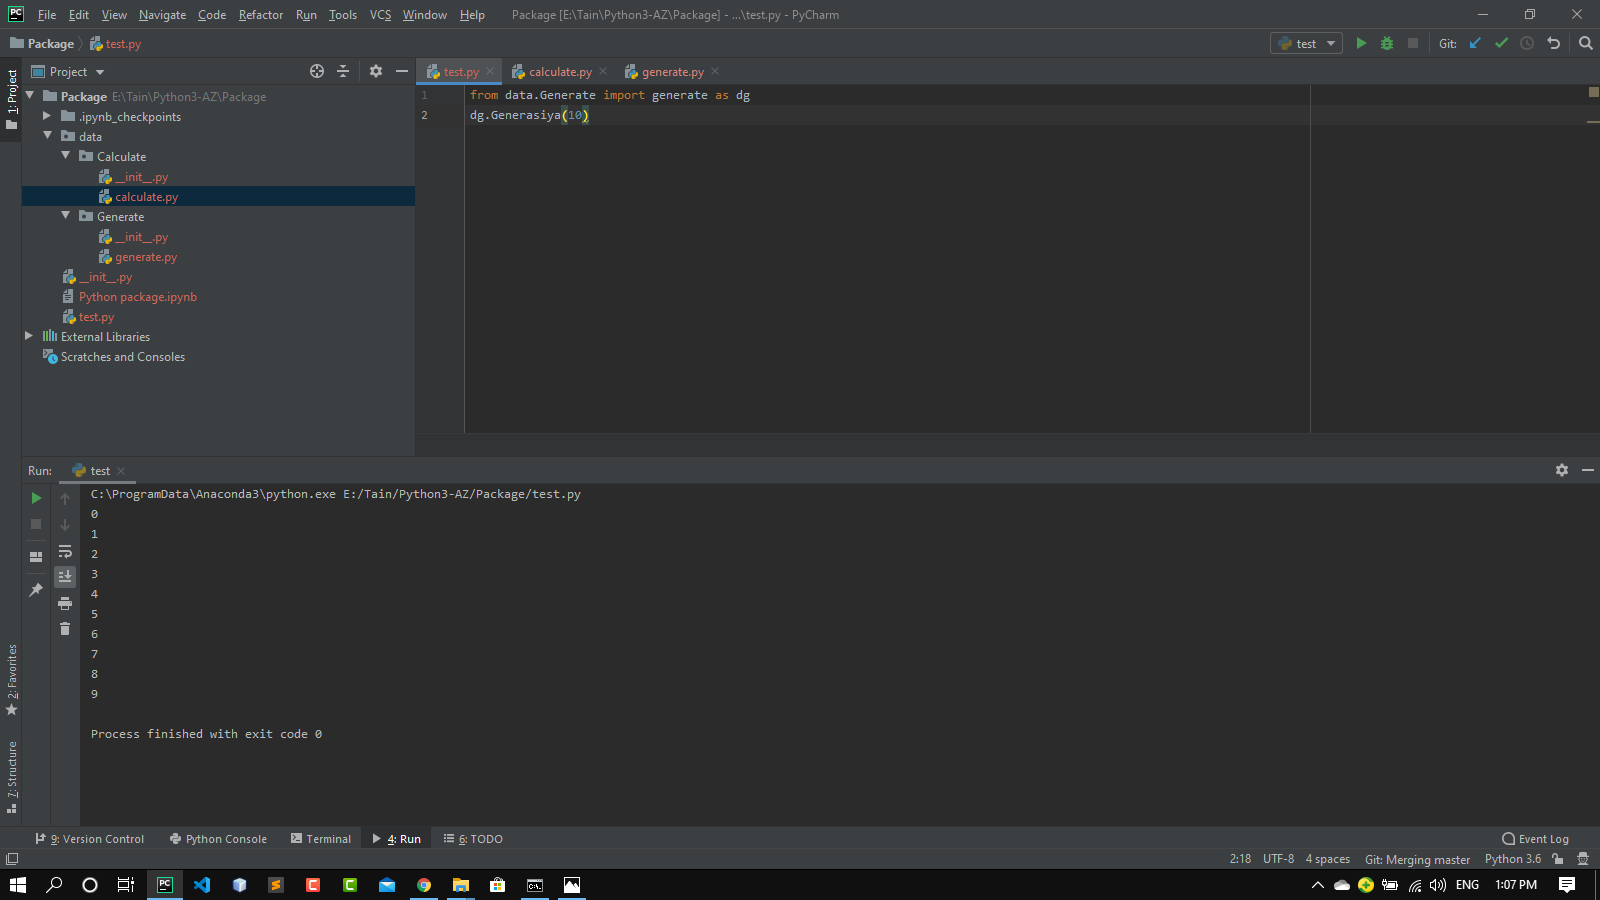 PC File Edit View Navigate Code Refactor Run Tools VCS Window Help Package [E:\Tain\Python3-AZ\Package] - ...\test.py - PyCharm
Package test.py test Git:
1: Project
Project
test.py calculate.py generate.py
Package E:\Tain\Python3-AZ\Package
.ipynb_checkpoints
data
Calculate
__init__.py
calculate.py
Generate
__init__.py
generate.py
__init__.py
Python package.ipynb
test.py
External Libraries
Scratches and Consoles
1 from data.Generate import generate as dg
2 dg.Generasiya(10)
Run: test
C:\ProgramData\Anaconda3\python.exe E:/Tain/Python3-AZ/Package/test.py
0
1
2
3
4
5
6
7
8
9
Process finished with exit code 0
2: Favorites
7: Structure
9: Version Control Python Console Terminal 4: Run 6: TODO Event Log
2:18 UTF-8 4 spaces Git: Merging master Python 3.6
PC C C C:\. ENG 1:07 PM